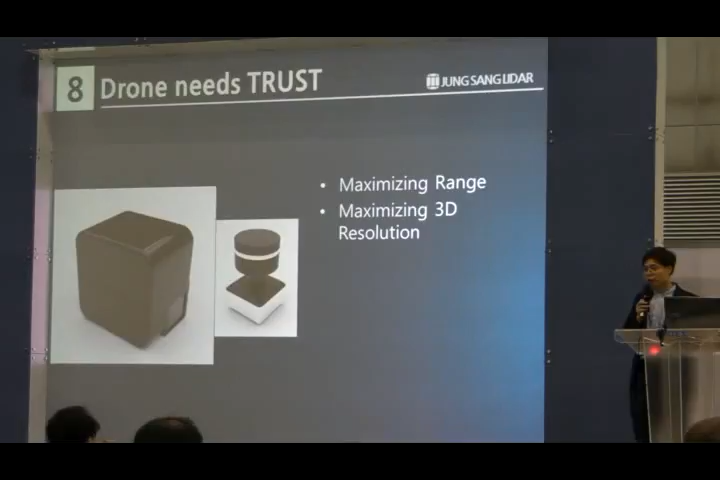 8 Drone needs TRUST
JUNG SANG LIDAR
• Maximizing Range
• Maximizing 3D
Resolution